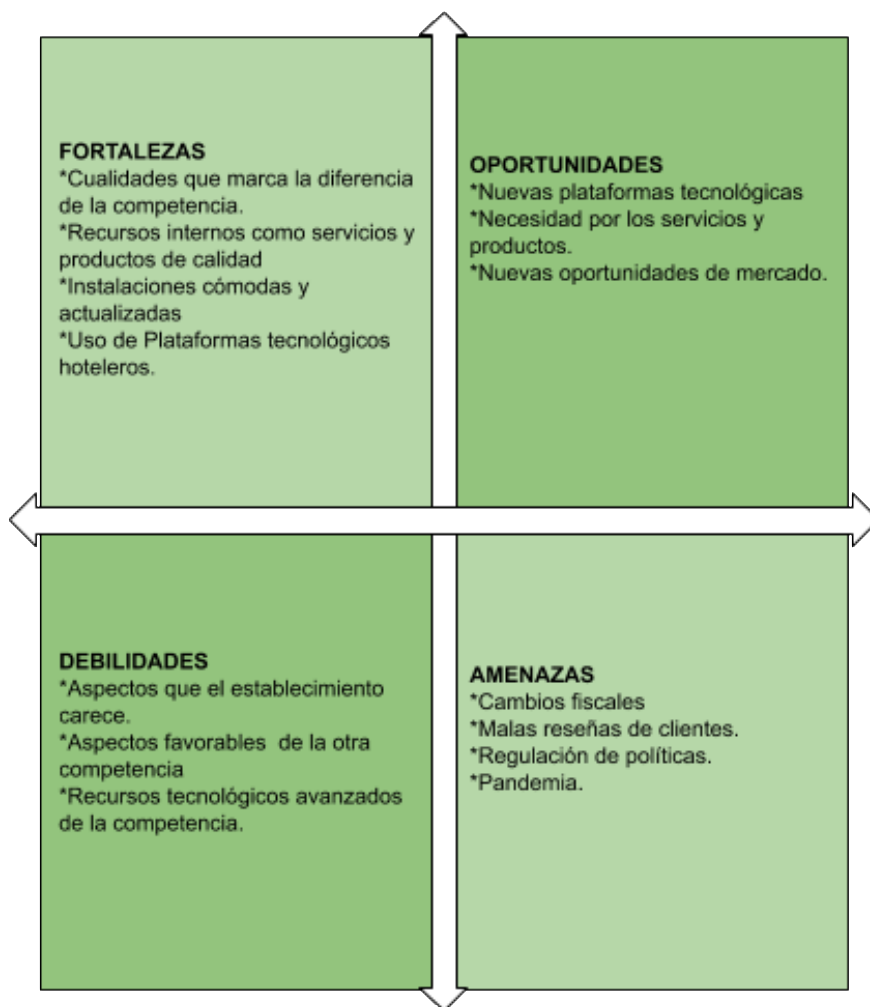 FORTALEZAS
*Cualidades que marca la diferencia
de la competencia.
*Recursos internos como servicios y
productos de calidad
*Instalaciones cómodas y
actualizadas
*Uso de Plataformas tecnológicos
hoteleros.
OPORTUNIDADES
*Nuevas plataformas tecnológicas
*Necesidad por los servicios y
productos.
*Nuevas oportunidades de mercado.
DEBILIDADES
*Aspectos que el establecimiento
carece.
*Aspectos favorables  de la otra
competencia
*Recursos tecnológicos avanzados
de la competencia.
AMENAZAS
*Cambios fiscales
*Malas reseñas de clientes.
*Regulación de políticas.
*Pandemia.